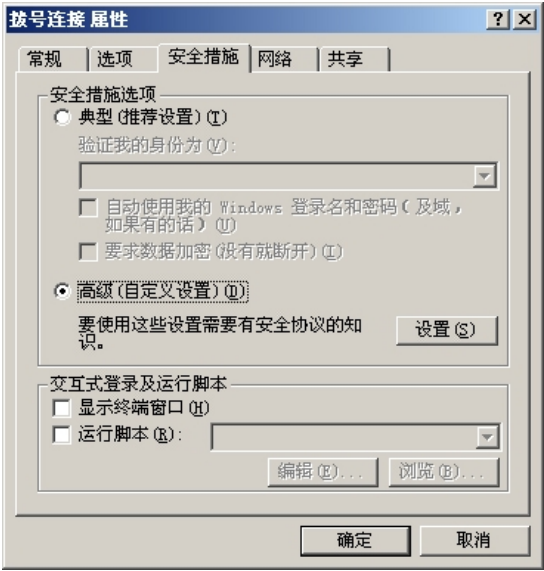 拨号连接 属性
常规
选项
安全措施
网络
共享
安全措施选项
典型(推荐设置)(T)
验证我的身份为(V):
自动使用我的 Windows 登录名和密码(及域，
如果有的话)(U)
要求数据加密(没有就断开)(I)
高级(自定义设置)(D)
要使用这些设置需要有安全协议的知
识。
设置(S)
交互式登录及运行脚本
显示终端窗口(H)
运行脚本(R):
编辑(E)...
浏览(B)...
确定
取消